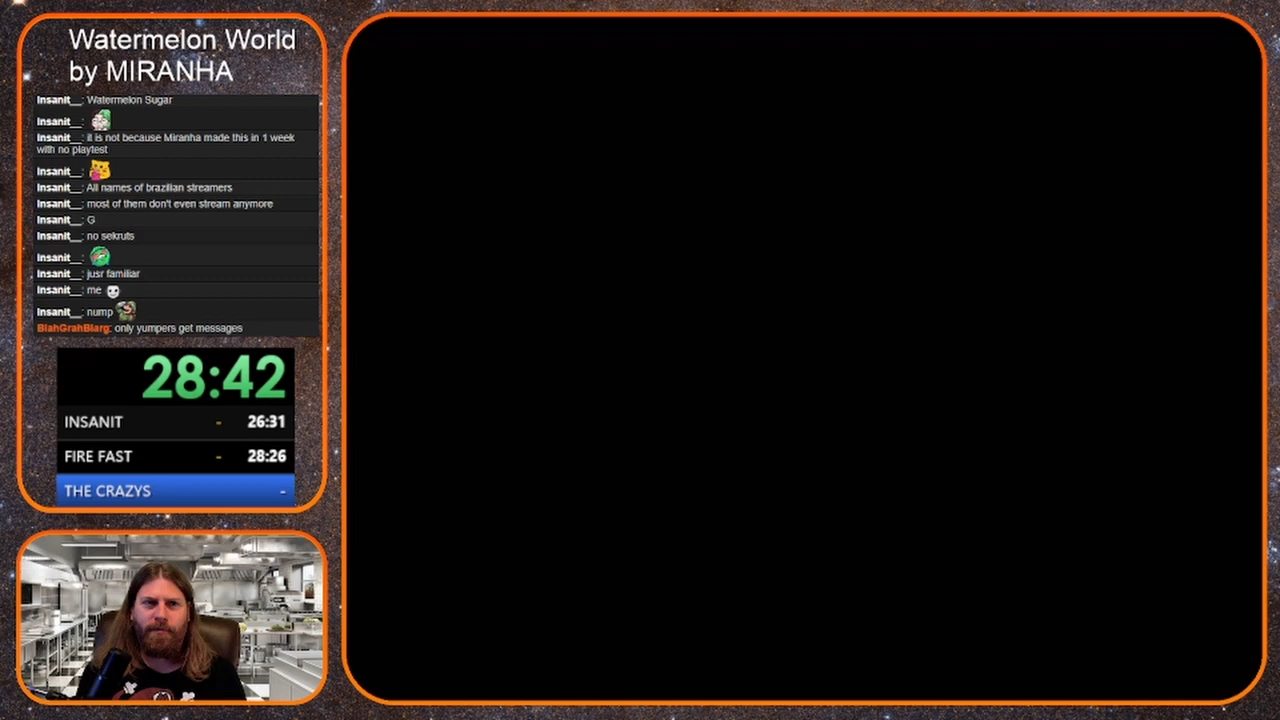 Watermelon World
by MIRANHA
Insanit__: Watermelon Sugar
Insanit__:
Insanit__: it is not because Miranha made this in 1 week
with no playtest
Insanit__:
Insanit__: All names of brazilian streamers
Insanit__: most of them don't even stream anymore
Insanit__: G
Insanit__: no sekruts
Insanit__:
Insanit__: jusr familiar
Insanit__: me
Insanit__: nump
BlahGrahBlarg: only yumpers get messages
28:42
INSANIT - 26:31
FIRE FAST - 28:26
THE CRAZYS -